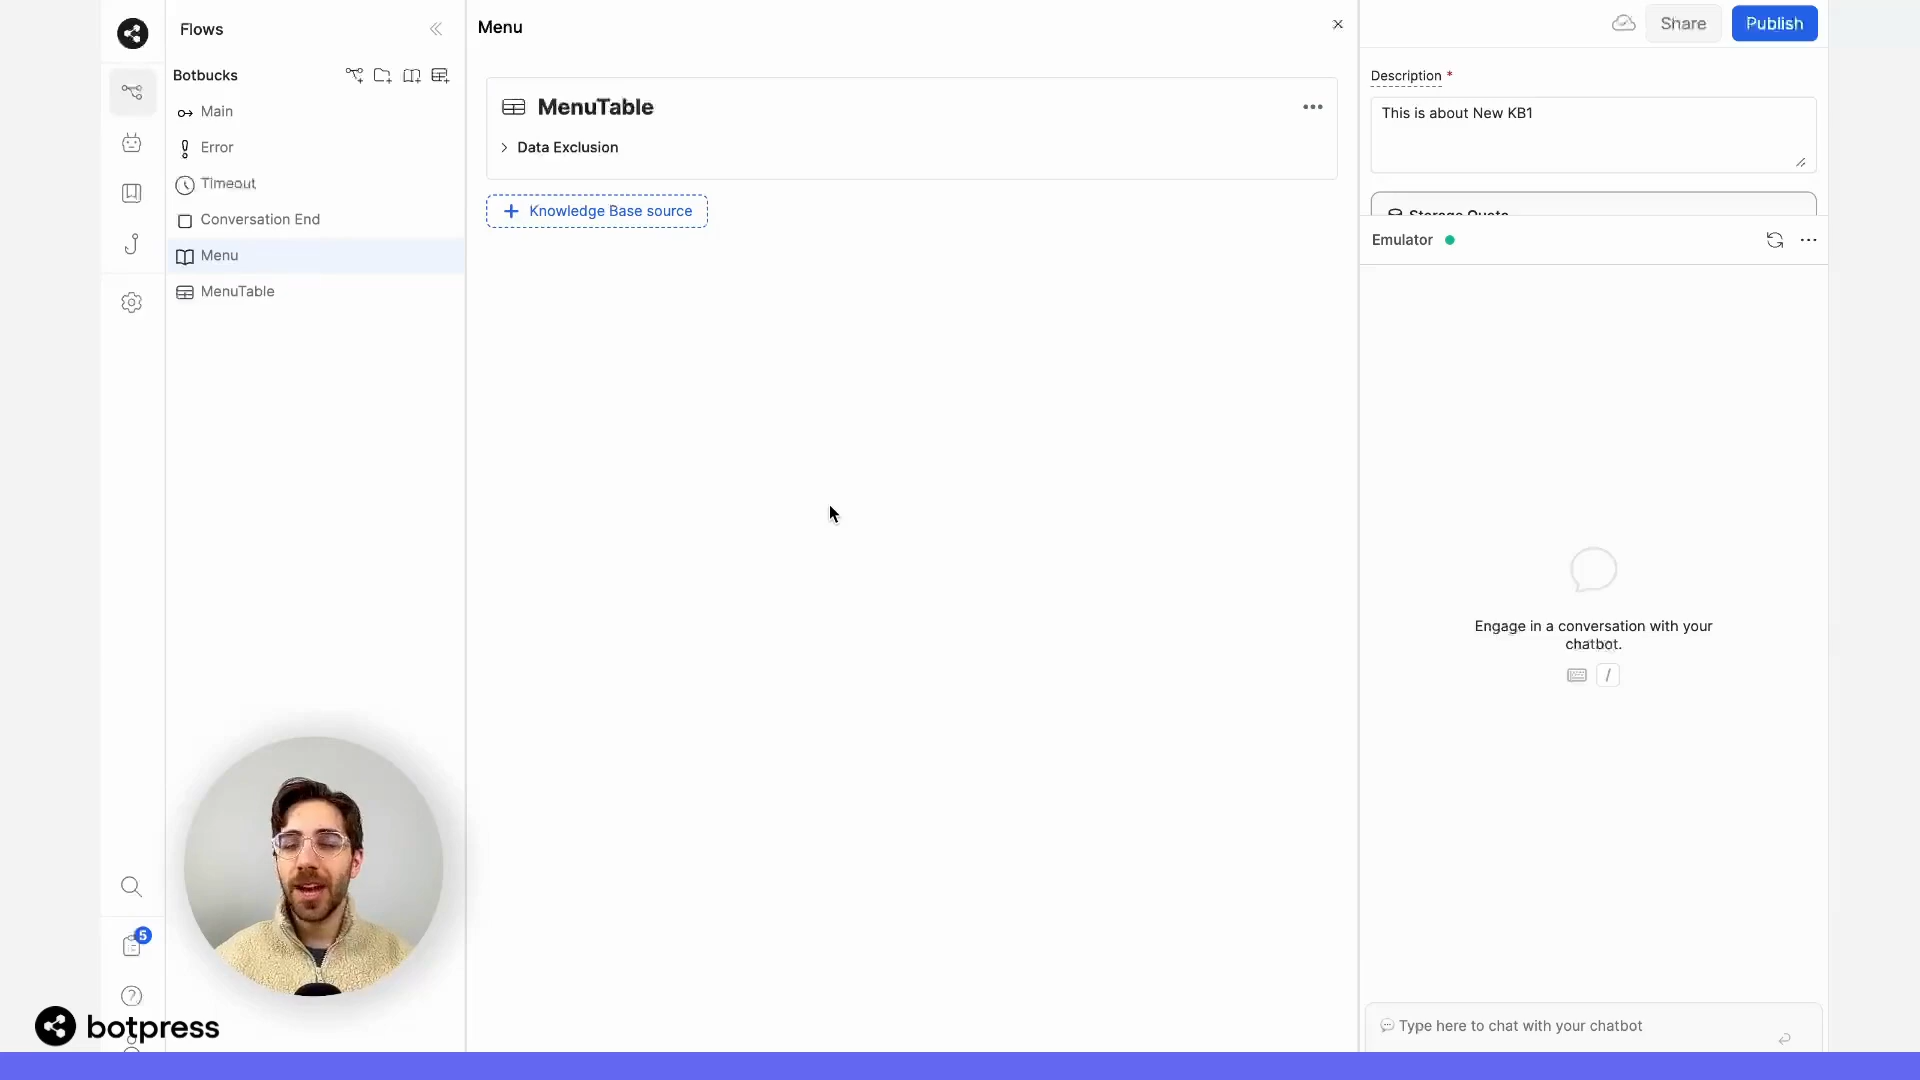 Flows
Botbucks
Main
Error
Timeout
Conversation End
Menu
MenuTable
5
botpress
Menu
MenuTable
Data Exclusion
Knowledge Base source
Share
Publish
Description *
This is about New KB1
Storage Quota
Emulator
Engage in a conversation with your
chatbot.
/
Type here to chat with your chatbot